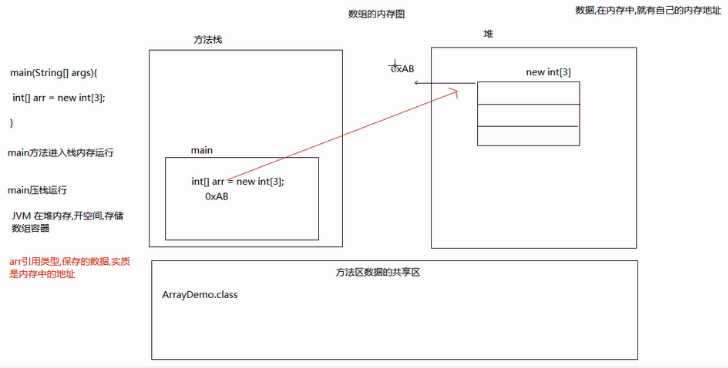 数组的内存图
数据,在内存中,就有自己的内存地址
方法栈
堆
main(String[] args){
int[] arr = new int[3];
}
main方法进入栈内存运行
main压栈运行
JVM 在堆内存,开空间,存储
数组容器
arr引用类型,保存的数据,实质
是内存中的地址
main
int[] arr = new int[3];
0xAB
0xAB
new int[3]
方法区数据的共享区
ArrayDemo.class